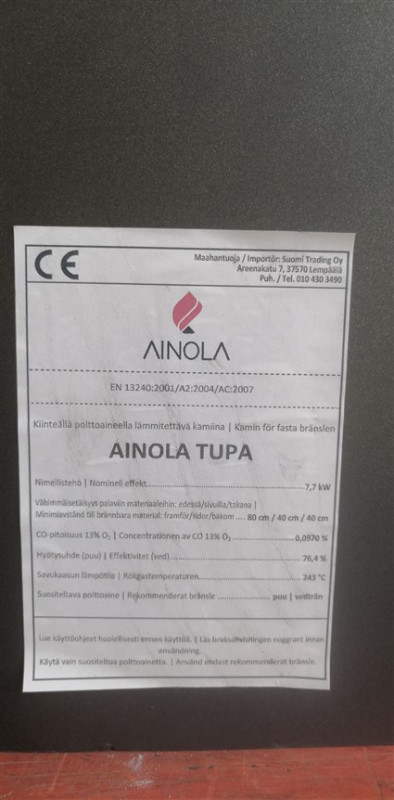 CE
Maahantuoja / Importör: Suomi Trading Oy
Areenakatu 7, 37570 Lempäälä
Puh. / Tel. 010 430 3490
AINOLA
EN 13240:2001/A2:2004/AC:2007
Kiinteällä polttoaineella lämmitettävä kamiina | Kamin för fasta bränslen
AINOLA TUPA
Nimellisteho | Nominell effekt 7,7 kW
Vähimmäisetäisyys palaviin materiaaleihin: edessä/sivuilla/takana |
Minimiavstånd till brännbara material: framför/sidor/bakom .... 80 cm / 40 cm / 40 cm
CO-pitoisuus 13% O₂ | Concentrationen av CO 13% O₂ 0,0970 %
Hyötysuhde (puu) | Effektivitet (ved) 76,4 %
Savukaasun lämpötila | Rökgastemperaturen 243 °C
Suositeltava polttoaine | Rekommenderat bränsle puu | vedträn
Lue käyttöohjeet huolellisesti ennen käyttöä. | Läs bruksanvisningen noggrant innan
användning.
Käytä vain suositeltua polttoainetta. | Använd endast rekommenderat bränsle.